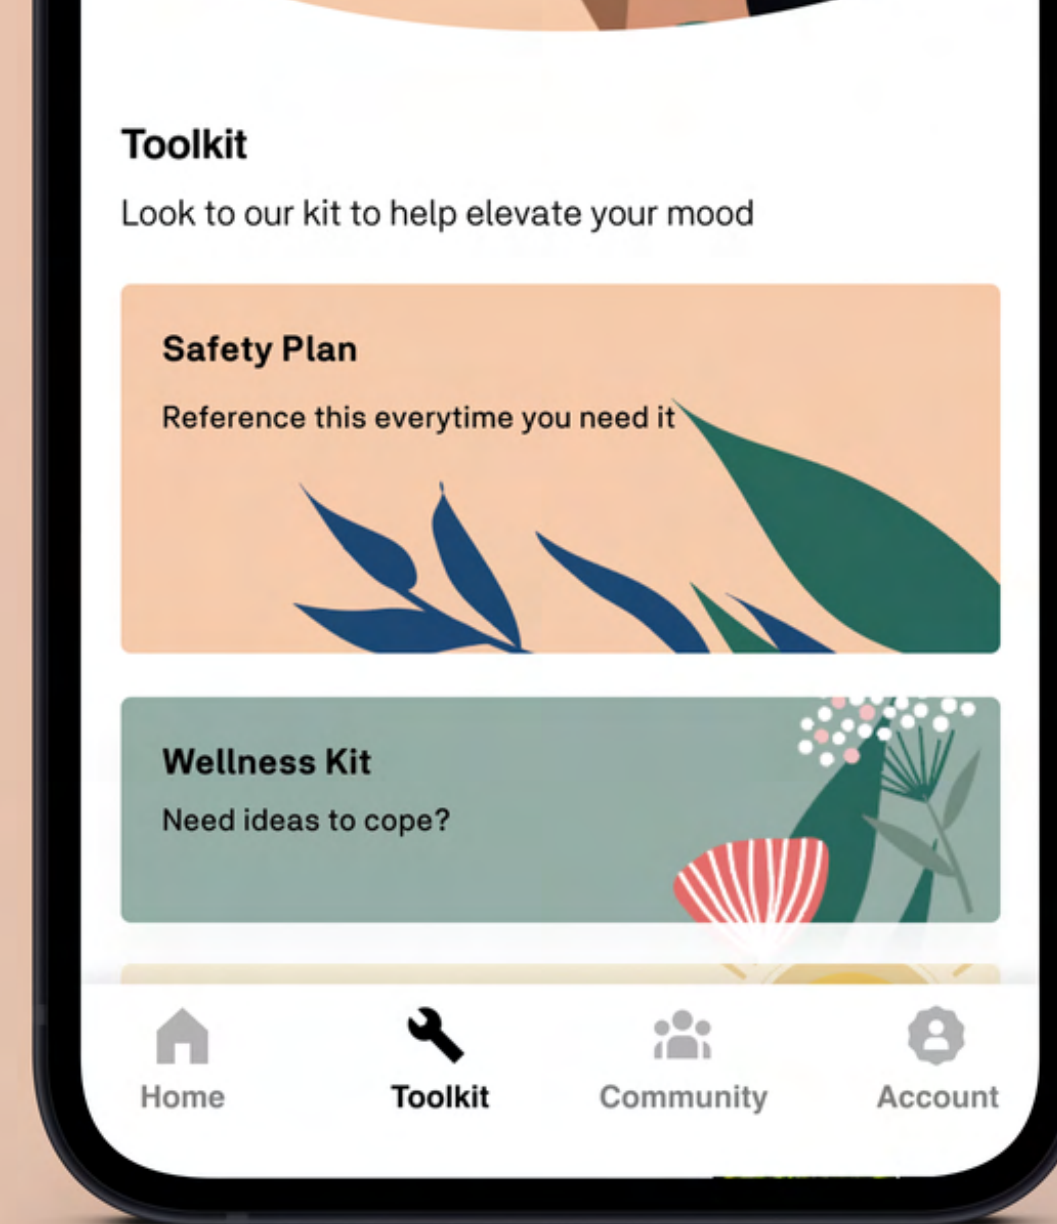 Toolkit
Look to our kit to help elevate your mood
Safety Plan
Reference this everytime you need it
Wellness Kit
Need ideas to cope?
Home
Toolkit
Community
Account